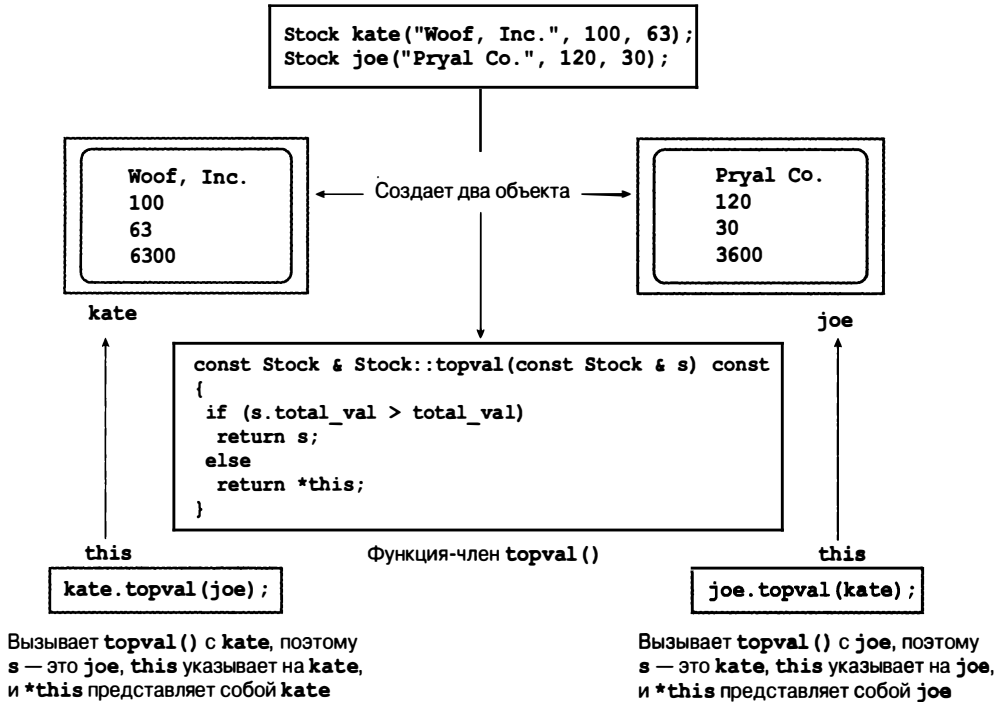 Stock kate("Woof, Inc.", 100, 63);
Stock joe("Pryal Co.", 120, 30);
Woof, Inc.
100
63
6300
kate
Создает два объекта
Pryal Co.
120
30
3600
joe
const Stock & Stock::topval(const Stock & s) const
{
if (s.total_val > total_val)
return s;
else
return *this;
}
Функция-член topval()
this
kate.topval(joe);
Вызывает topval() с kate, поэтому
s — это joe, this указывает на kate,
и *this представляет собой kate
this
joe.topval(kate);
Вызывает topval() с joe, поэтому
s — это kate, this указывает на joe,
и *this представляет собой joe